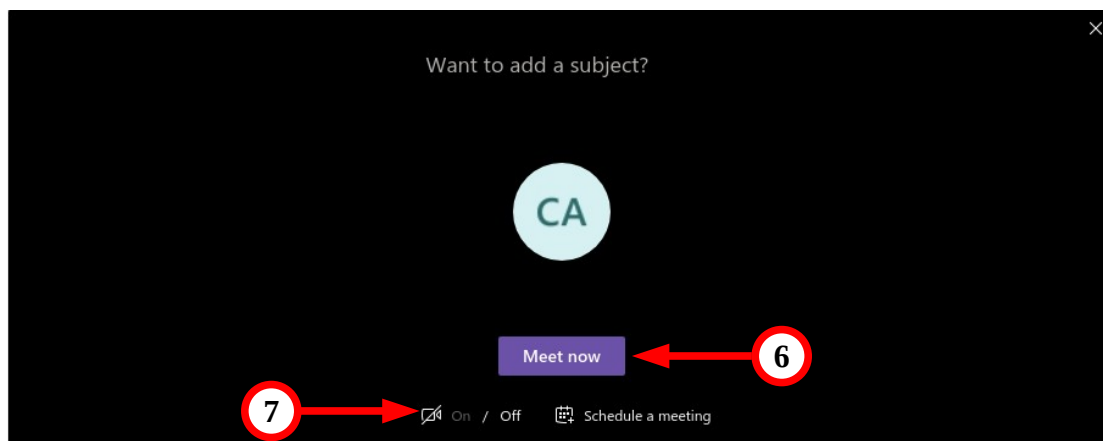 Want to add a subject?
CA
Meet now
6
7
On / Off
Schedule a meeting